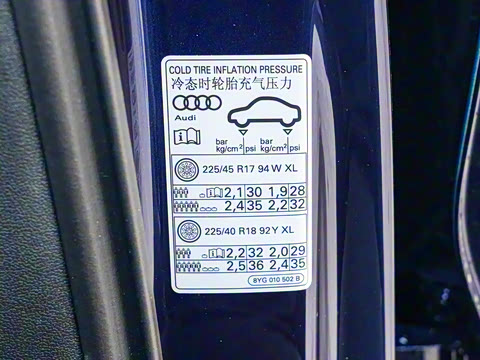 COLD TIRE INFLATION PRESSURE
冷态时轮胎充气压力
Audi
bar kg/cm² psi bar kg/cm² psi
225/45 R17 94 W XL
2,1 30 1,9 28
2,4 35 2,2 32
225/40 R18 92Y XL
2,2 32 2,0 29
2,5 36 2,4 35
8YG 010 502 B